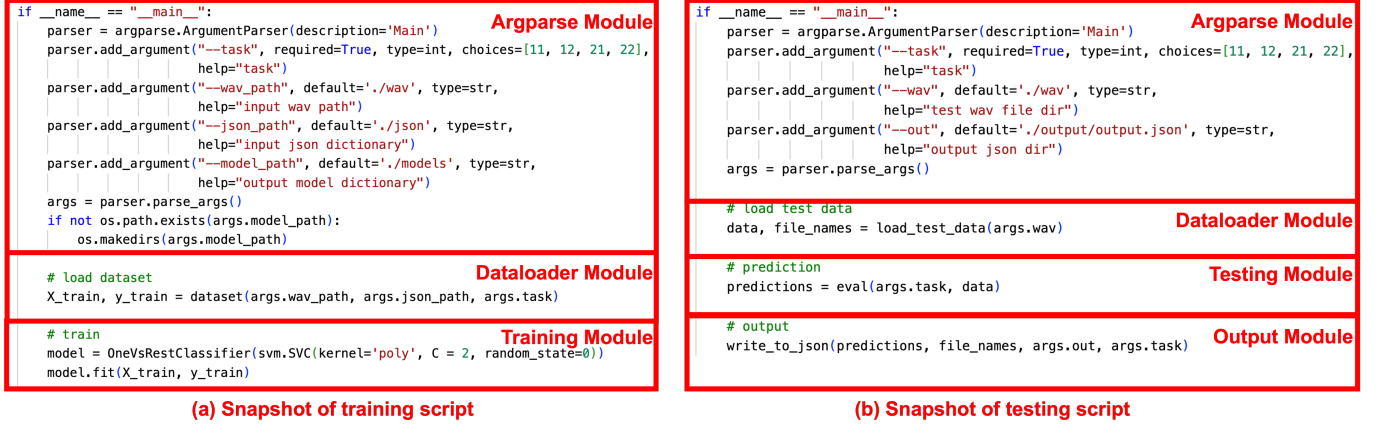 if __name__ == "__main__":
Argparse Module
parser = argparse.ArgumentParser(description='Main')
parser.add_argument("--task", required=True, type=int, choices=[11, 12, 21, 22],
help="task")
parser.add_argument("--wav_path", default='./wav', type=str,
help="input wav path")
parser.add_argument("--json_path", default='./json', type=str,
help="input json dictionary")
parser.add_argument("--model_path", default='./models', type=str,
help="output model dictionary")
args = parser.parse_args()
if not os.path.exists(args.model_path):
os.makedirs(args.model_path)
Dataloader Module
# load dataset
X_train, y_train = dataset(args.wav_path, args.json_path, args.task)
# train
Training Module
model = OneVsRestClassifier(svm.SVC(kernel='poly', C = 2, random_state=0))
model.fit(X_train, y_train)
(a) Snapshot of training script
if __name__ == "__main__":
Argparse Module
parser = argparse.ArgumentParser(description='Main')
parser.add_argument("--task", required=True, type=int, choices=[11, 12, 21, 22],
help="task")
parser.add_argument("--wav", default='./wav', type=str,
help="test wav file dir")
parser.add_argument("--out", default='./output/output.json', type=str,
help="output json dir")
args = parser.parse_args()
# load test data
Dataloader Module
data, file_names = load_test_data(args.wav)
# prediction
Testing Module
predictions = eval(args.task, data)
# output
Output Module
write_to_json(predictions, file_names, args.out, args.task)
(b) Snapshot of testing script